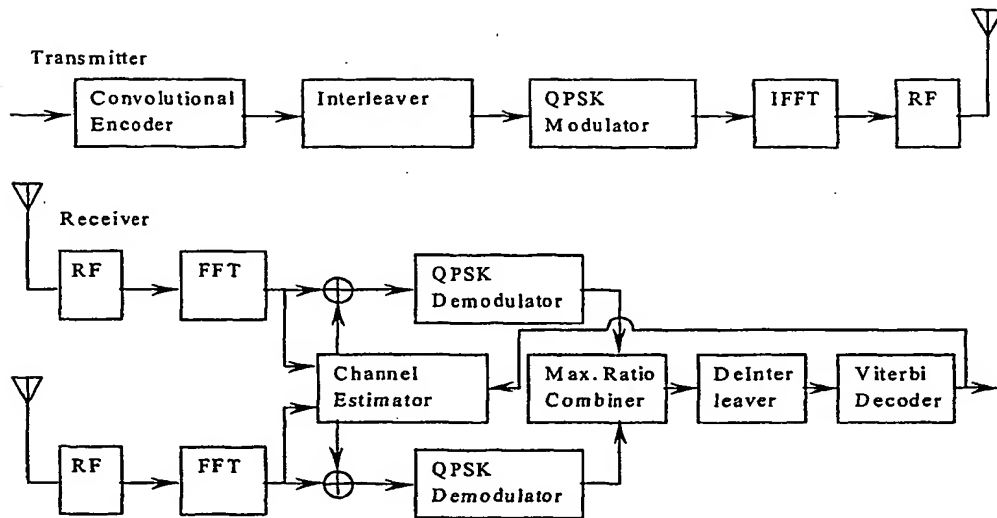 Transmitter
Convolutional
Encoder
Interleaver
QPSK
Modulator
IFFT
RF
Receiver
RF
FFT
QPSK
Demodulator
Channel
Estimator
Max. Ratio
Combiner
DeInter
leaver
Viterbi
Decoder
RF
FFT
QPSK
Demodulator